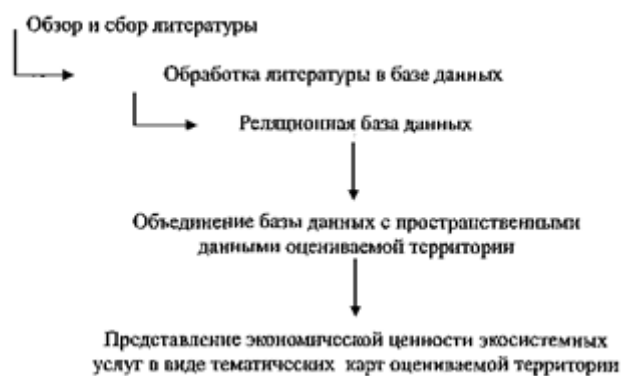 Обзор и сбор литературы
Обработка литературы в базе данных
Реляционная база данных
Объединение базы данных с пространственными
данными оцениваемой территории
Представление экономической ценности экосистемных
услуг в виде тематических карт оцениваемой территории